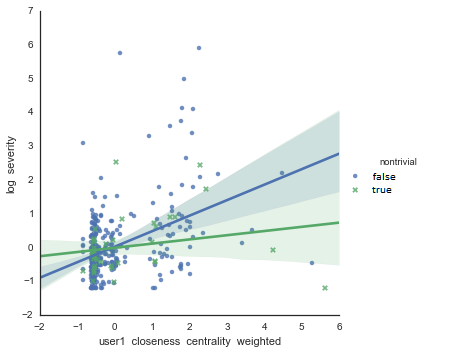 7
6
5
4
3
2
1
0
−1
−2
log severity
−2 −1 0 1 2 3 4 5 6
user1 closeness centrality weighted
nontrivial
false
true